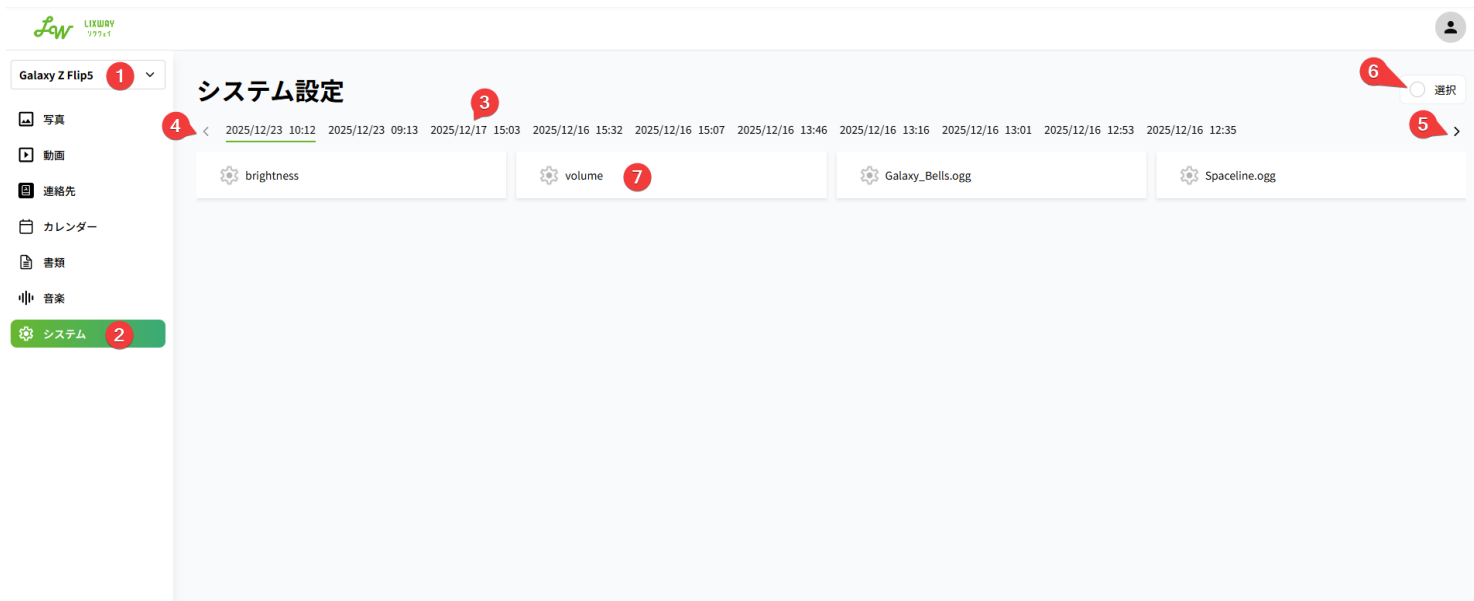 LW LIXWAY
リクウェイ
Galaxy Z Flip5 1
写真
動画
連絡先
カレンダー
書類
音楽
システム 2
システム設定
6 選択
3
4 2025/12/23 10:12 2025/12/23 09:13 2025/12/17 15:03 2025/12/16 15:32 2025/12/16 15:07 2025/12/16 13:46 2025/12/16 13:16 2025/12/16 13:01 2025/12/16 12:53 2025/12/16 12:35 5
brightness volume 7 Galaxy_Bells.ogg Spaceline.ogg